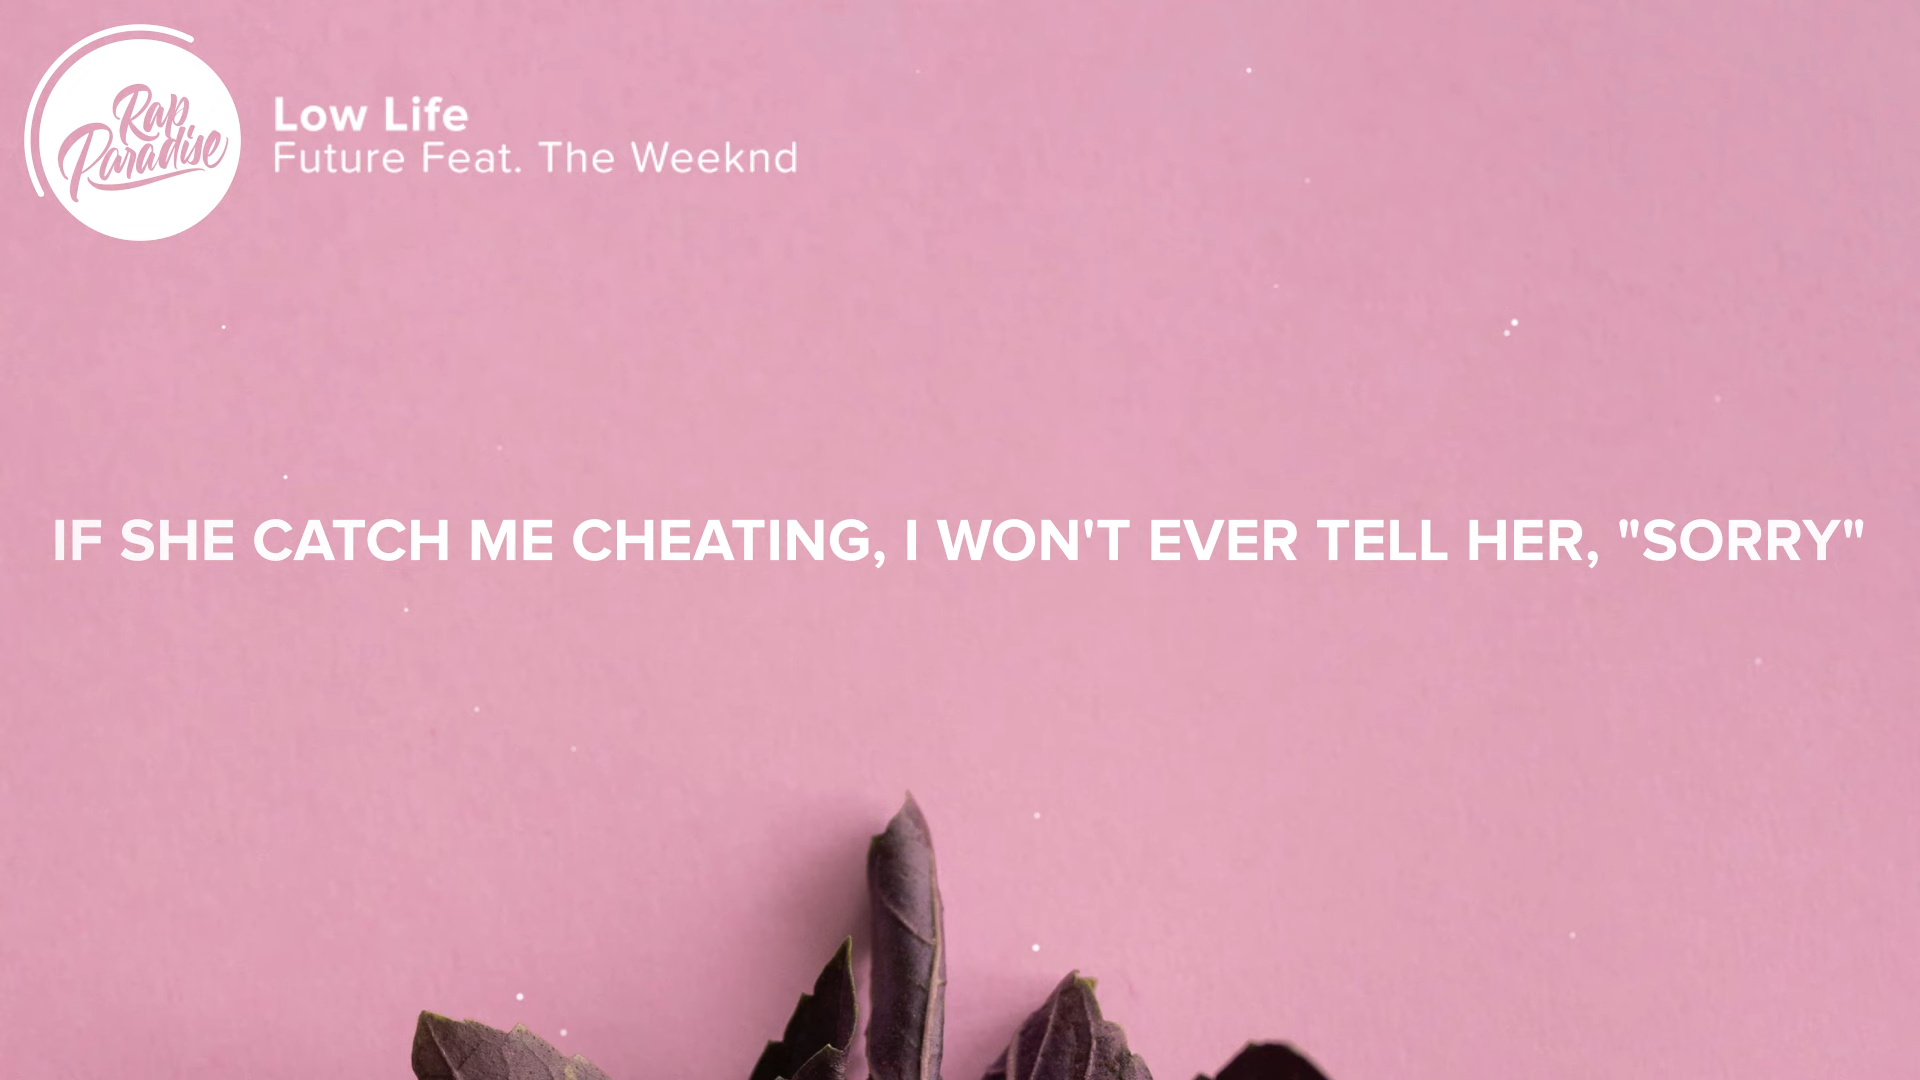 Rap
Paradise
Low Life
Future Feat. The Weeknd
IF SHE CATCH ME CHEATING, I WON'T EVER TELL HER, "SORRY"